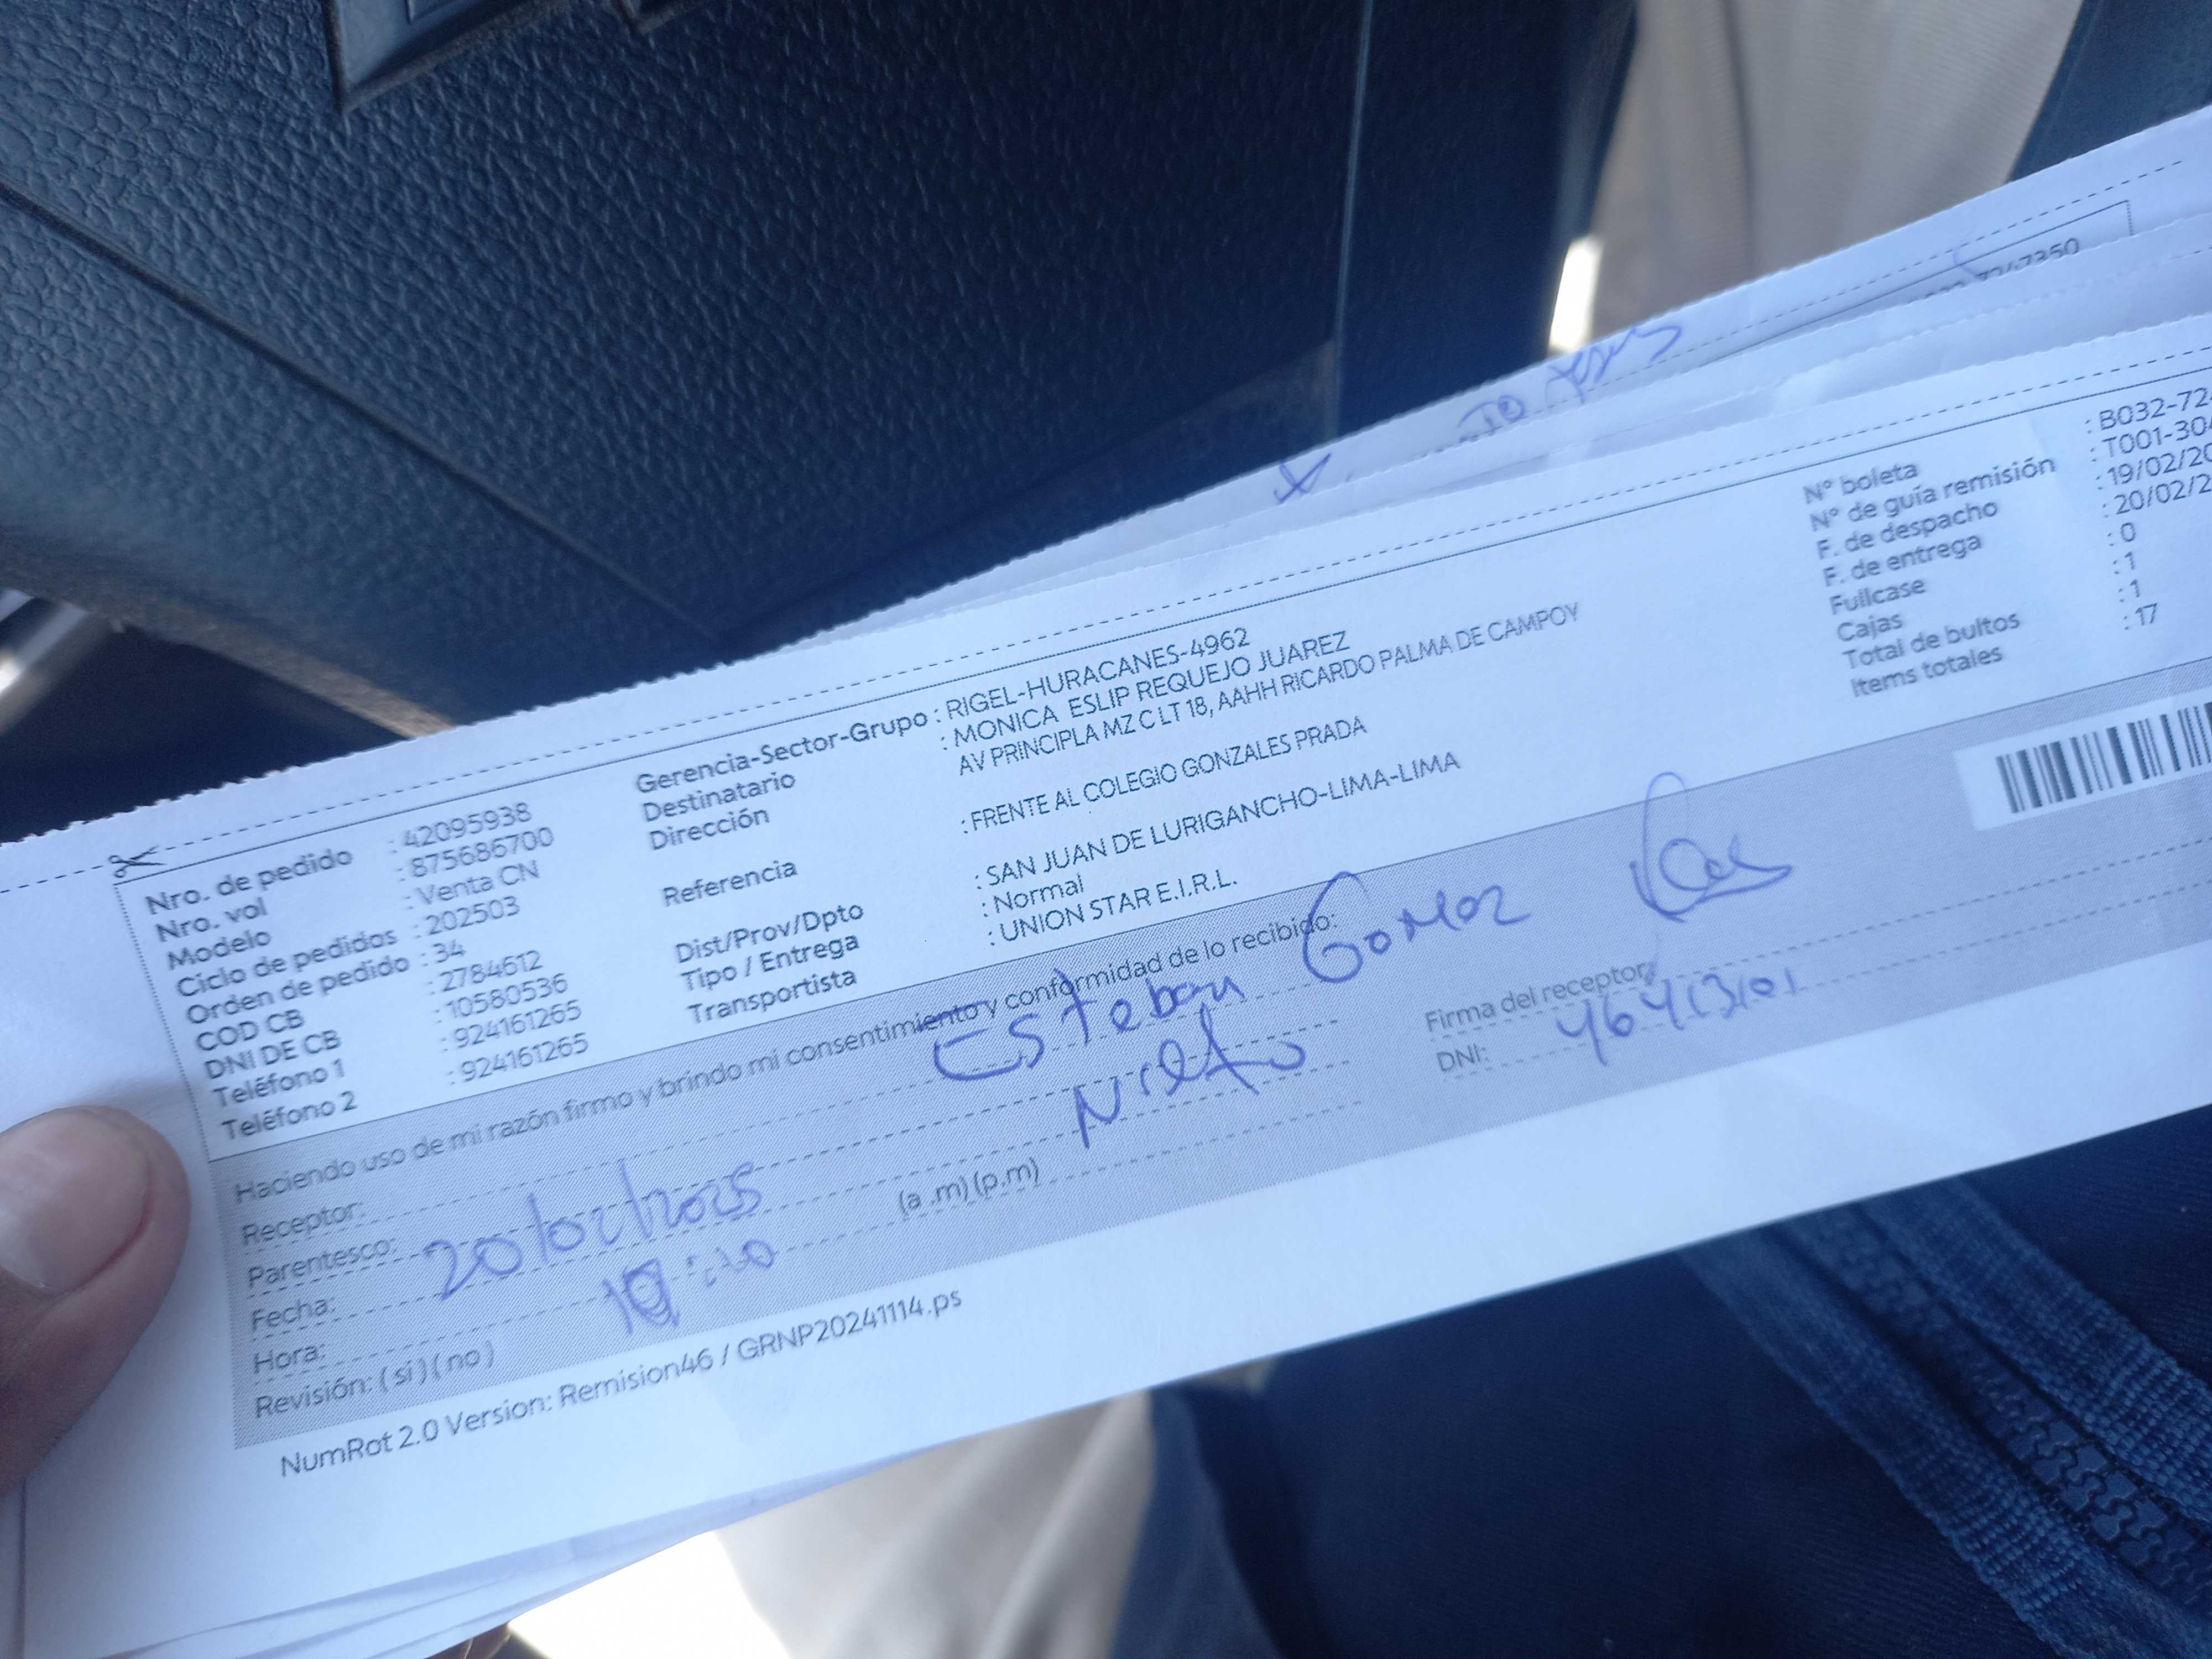 Nro. de pedido : 42095938
Nro. vol : 875686700
Modelo : Venta CN
Ciclo de pedidos : 202503
Orden de pedido : 34
COD CB : 2784612
DNI DE CB : 10580536
Teléfono 1 : 924161265
Teléfono 2 : 924161265
Gerencia-Sector-Grupo : RIGEL-HURACANES-4962
Destinatario : MONICA ESLIP REQUEJO JUAREZ
Dirección AV PRINCIPLA MZ C LT 18, AAHH RICARDO PALMA DE CAMPOY
Referencia : FRENTE AL COLEGIO GONZALES PRADA
Dist/Prov/Dpto : SAN JUAN DE LURIGANCHO-LIMA-LIMA
Tipo / Entrega : Normal
Transportista : UNION STAR E.I.R.L.
N° boleta : B032-72
N° de guía remisión : T001-30
F. de despacho : 19/02/20
F. de entrega : 20/02/2
Fullcase : 0
Cajas : 1
Total de bultos : 1
Items totales : 17
Haciendo uso de mi razón firmo y brindo mi consentimiento y conformidad de lo recibido:
Receptor: Esteban Gomez
Parentesco: Nieto
Fecha: 20/02/2025
Hora: (a .m) (p.m)
Revisión: ( si ) ( no )
Firma del receptor:
DNI:
NumRot 2.0 Version: Remision46 / GRNP20241114.ps